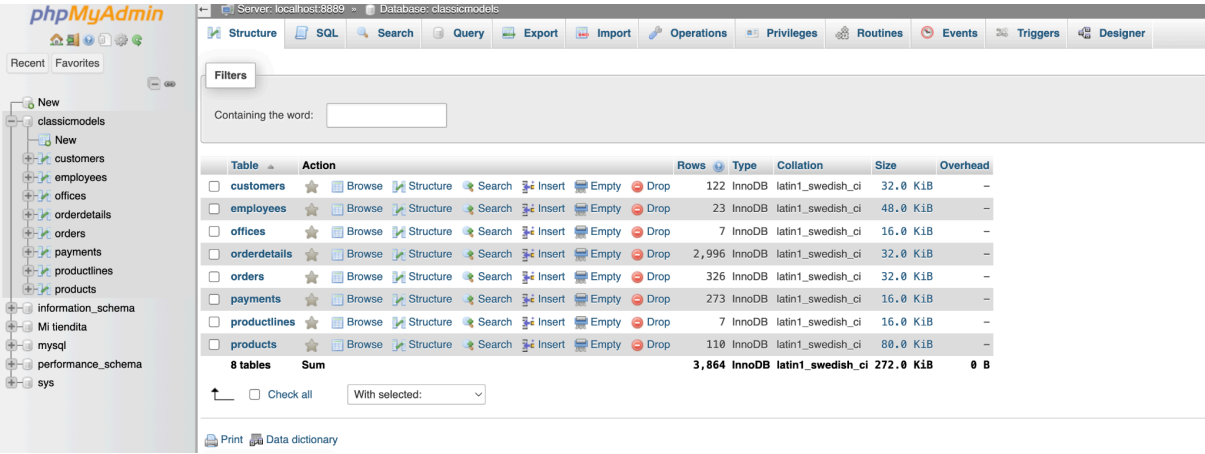 phpMyAdmin
Recent Favorites
New
classicmodels
New
customers
employees
offices
orderdetails
orders
payments
productlines
products
information_schema
Mi tiendita
mysql
performance_schema
sys
Server: localhost:8889 » Database: classicmodels
Structure SQL Search Query Export Import Operations Privileges Routines Events Triggers Designer
Filters
Containing the word:
Table Action Rows Type Collation Size Overhead
customers Browse Structure Search Insert Empty Drop 122 InnoDB latin1_swedish_ci 32.0 KiB –
employees Browse Structure Search Insert Empty Drop 23 InnoDB latin1_swedish_ci 48.0 KiB –
offices Browse Structure Search Insert Empty Drop 7 InnoDB latin1_swedish_ci 16.0 KiB –
orderdetails Browse Structure Search Insert Empty Drop 2,996 InnoDB latin1_swedish_ci 32.0 KiB –
orders Browse Structure Search Insert Empty Drop 326 InnoDB latin1_swedish_ci 32.0 KiB –
payments Browse Structure Search Insert Empty Drop 273 InnoDB latin1_swedish_ci 16.0 KiB –
productlines Browse Structure Search Insert Empty Drop 7 InnoDB latin1_swedish_ci 16.0 KiB –
products Browse Structure Search Insert Empty Drop 110 InnoDB latin1_swedish_ci 80.0 KiB –
8 tables Sum 3,864 InnoDB latin1_swedish_ci 272.0 KiB 0 B
Check all With selected:
Print Data dictionary